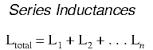 Series Inductances
L_total = L_1 + L_2 + . . . L_n